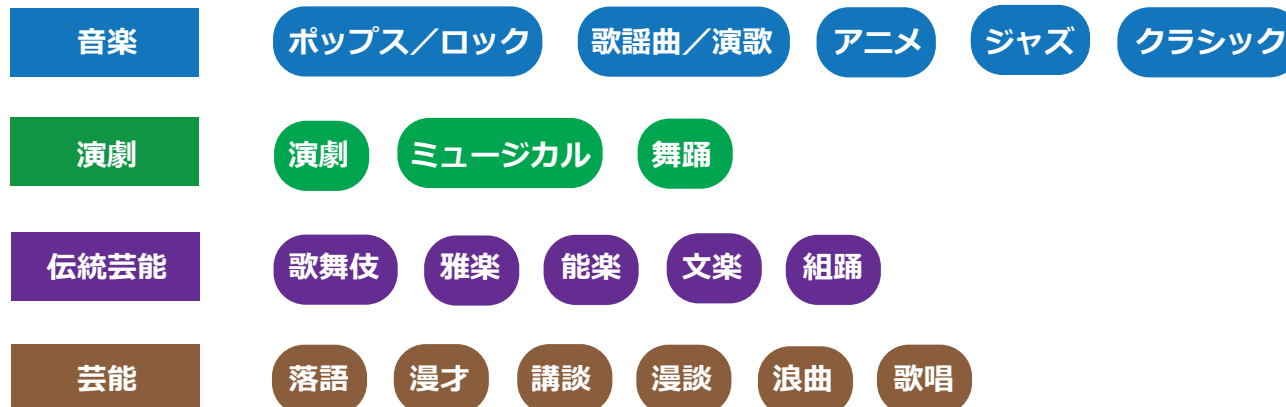 音楽 ポップス／ロック 歌謡曲／演歌 アニメ ジャズ クラシック
演劇 演劇 ミュージカル 舞踊
伝統芸能 歌舞伎 雅楽 能楽 文楽 組踊
芸能 落語 漫才 講談 漫談 浪曲 歌唱